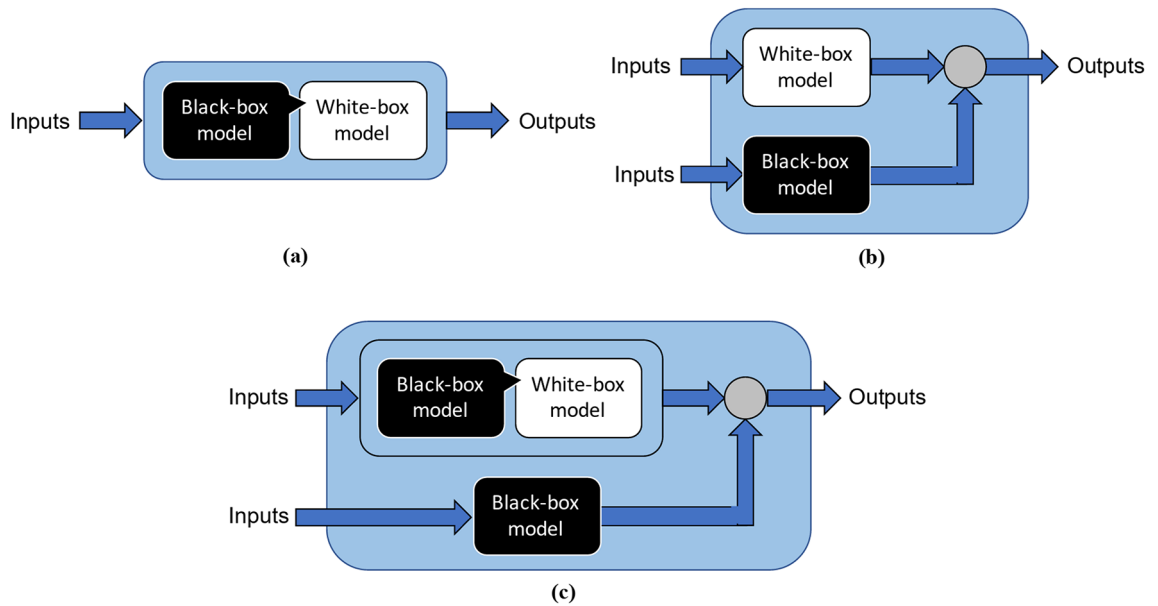 Inputs
Black-box
model
White-box
model
Outputs
(a)
Inputs
White-box
model
Outputs
Inputs
Black-box
model
(b)
Inputs
Black-box
model
White-box
model
Outputs
Inputs
Black-box
model
(c)